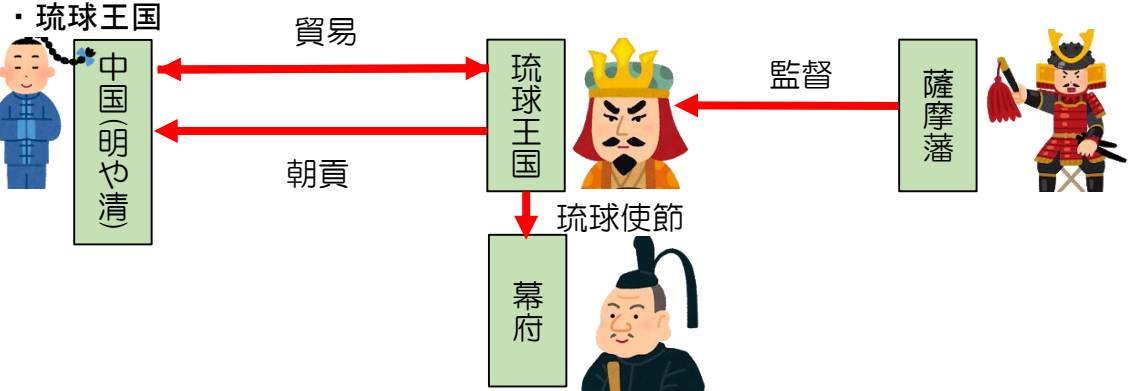 ・琉球王国
貿易
中国(明や清)
琉球王国
監督
薩摩藩
朝貢
琉球使節
幕府